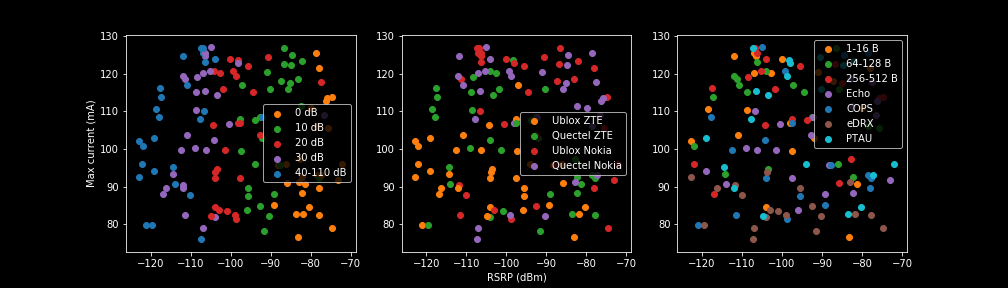 130
120
110
100
90
80
Max current (mA)
−120 −110 −100 −90 −80 −70
0 dB
10 dB
20 dB
30 dB
40-110 dB
130
120
110
100
90
80
−120 −110 −100 −90 −80 −70
RSRP (dBm)
Ublox ZTE
Quectel ZTE
Ublox Nokia
Quectel Nokia
130
120
110
100
90
80
−120 −110 −100 −90 −80 −70
1-16 B
64-128 B
256-512 B
Echo
COPS
eDRX
PTAU